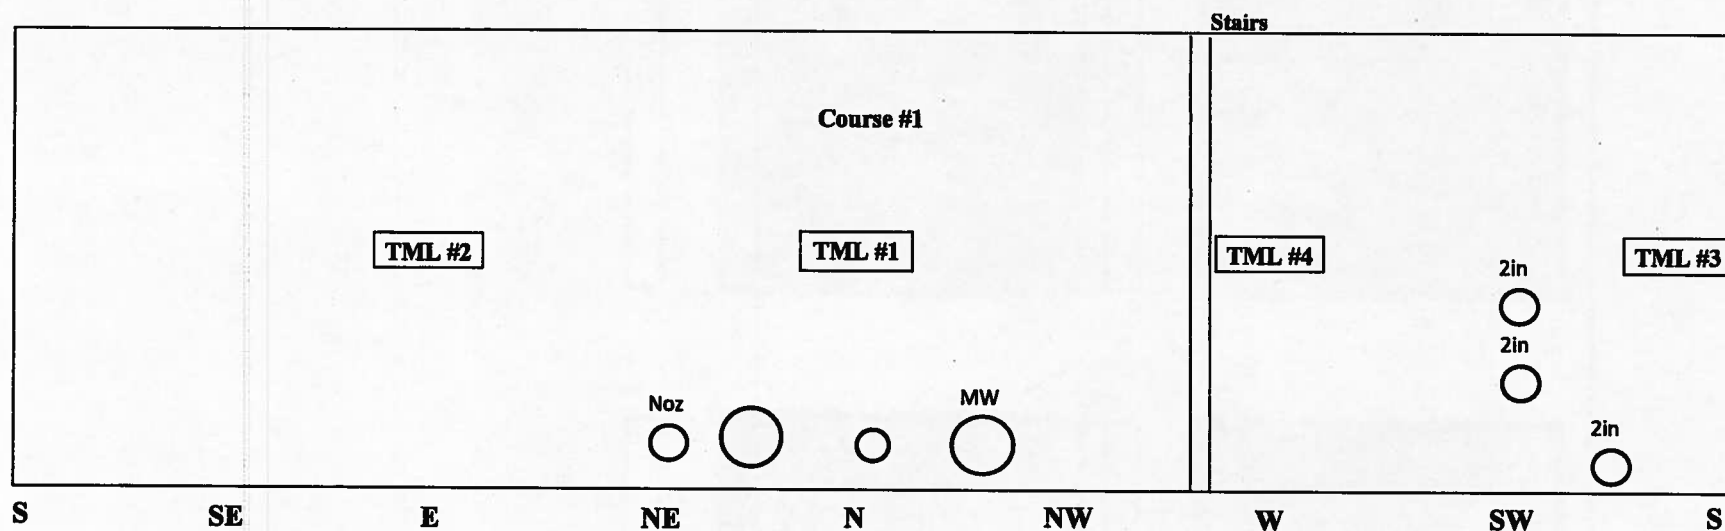 Stairs
Course #1
TML #2
TML #1
TML #4
TML #3
2in
2in
Noz
MW
2in
S SE E NE N NW W SW S